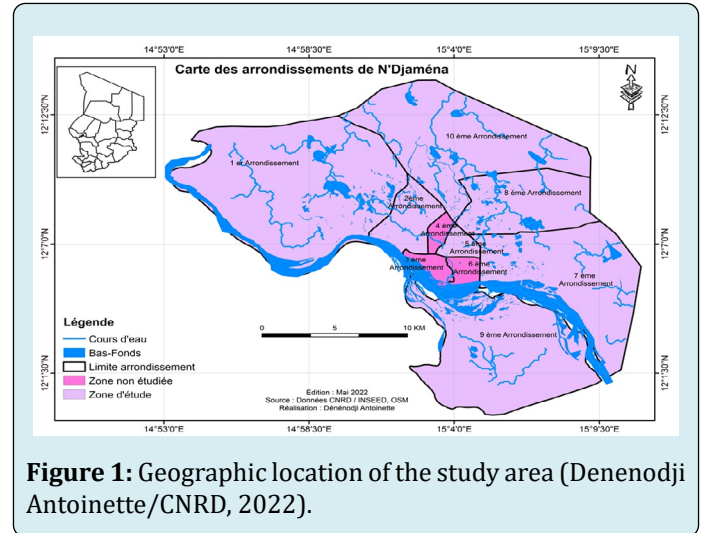 14°53'0"E 14°58'30"E 15°4'0"E 15°9'30"E
Carte des arrondissements de N'Djaména
N
12°12'30"N
12°12'30"N
10 ème Arrondissement
1 er Arrondissement
8 ème Arrondissement
2ème
Arrondissement
4 ème
Arrondissement
12°7'0"N
12°7'0"N
5 ème
Arrondissement
3 ème
Arrondissement
6 ème
Arrondissement
7 ème
Arrondissement
9 ème Arrondissement
Légende
Cours d'eau
Bas-Fonds
Limite arrondissement
Zone non étudiée
Zone d'étude
0 5 10 KM
12°1'30"N
12°1'30"N
Edition : Mai 2022
Source : Données CNRD / INSEED, OSM
Réalisation : Dénénodji Antoinette
14°53'0"E 14°58'30"E 15°4'0"E 15°9'30"E
Figure 1: Geographic location of the study area (Denenodji
Antoinette/CNRD, 2022).